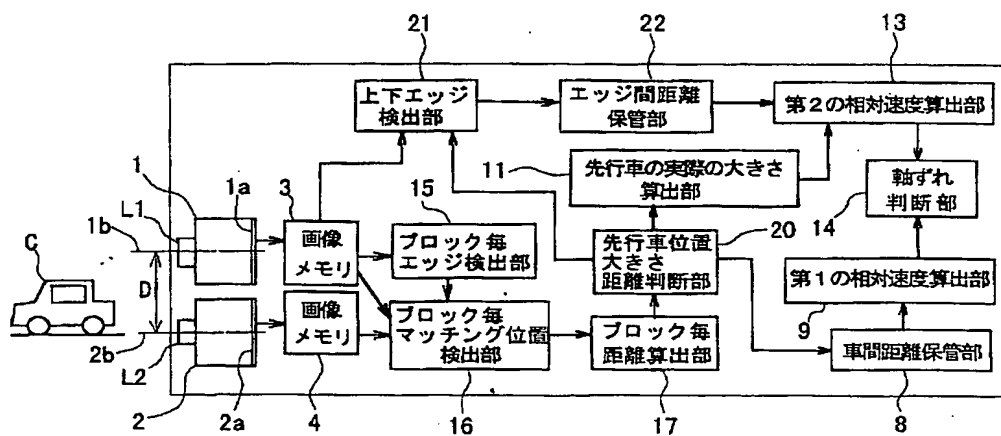 21
22
13
上下エッジ
検出部
エッジ間距離
保管部
第2の相対速度算出部
11
先行車の実際の大きさ
算出部
軸ずれ
判断部
14
1
1a
3
15
L1
1b
画像
メモリ
ブロック毎
エッジ検出部
先行車位置
大きさ
距離判断部
20
第1の相対速度算出部
9
C
D
画像
メモリ
ブロック毎
マッチング位置
検出部
ブロック毎
距離算出部
車間距離保管部
2b
L2
2
2a
4
16
17
8